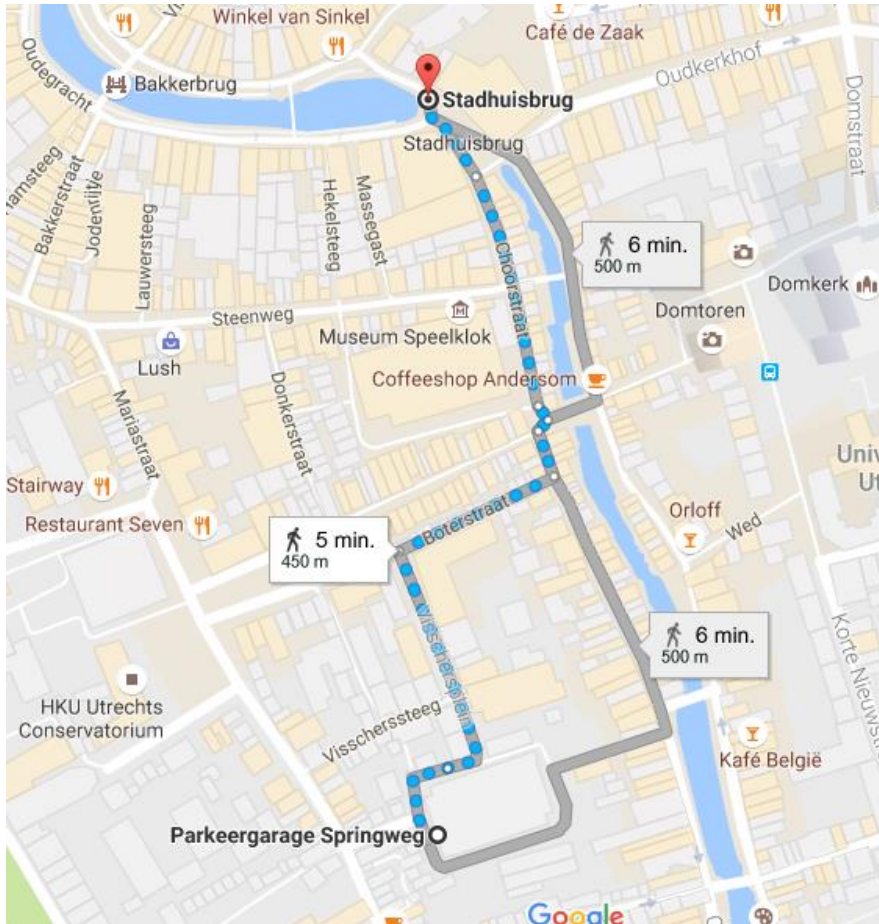 Winkel van Sinkel
Café de Zaak
Oudegracht
Bakkerbrug
Oudkerkhof
Domstraat
Stadhuisbrug
Stadhuisbrug
Bakkerstraat
Jodenrijtje
Lauwersteeg
Hekelsteeg
Massegast
Choorstraat
6 min.
500 m
Domkerk
Domtoren
Steenweg
Museum Speelklok
Lush
Coffeeshop Andersom
Donkerstraat
Mariastraat
Stairway
Restaurant Seven
Boterstraat
Orloff
Wed
5 min.
450 m
Visschersplein
6 min.
500 m
Korte Nieuwstr
HKU Utrechts
Conservatorium
Visscherssteeg
Kafé België
Parkeergarage Springweg
Google